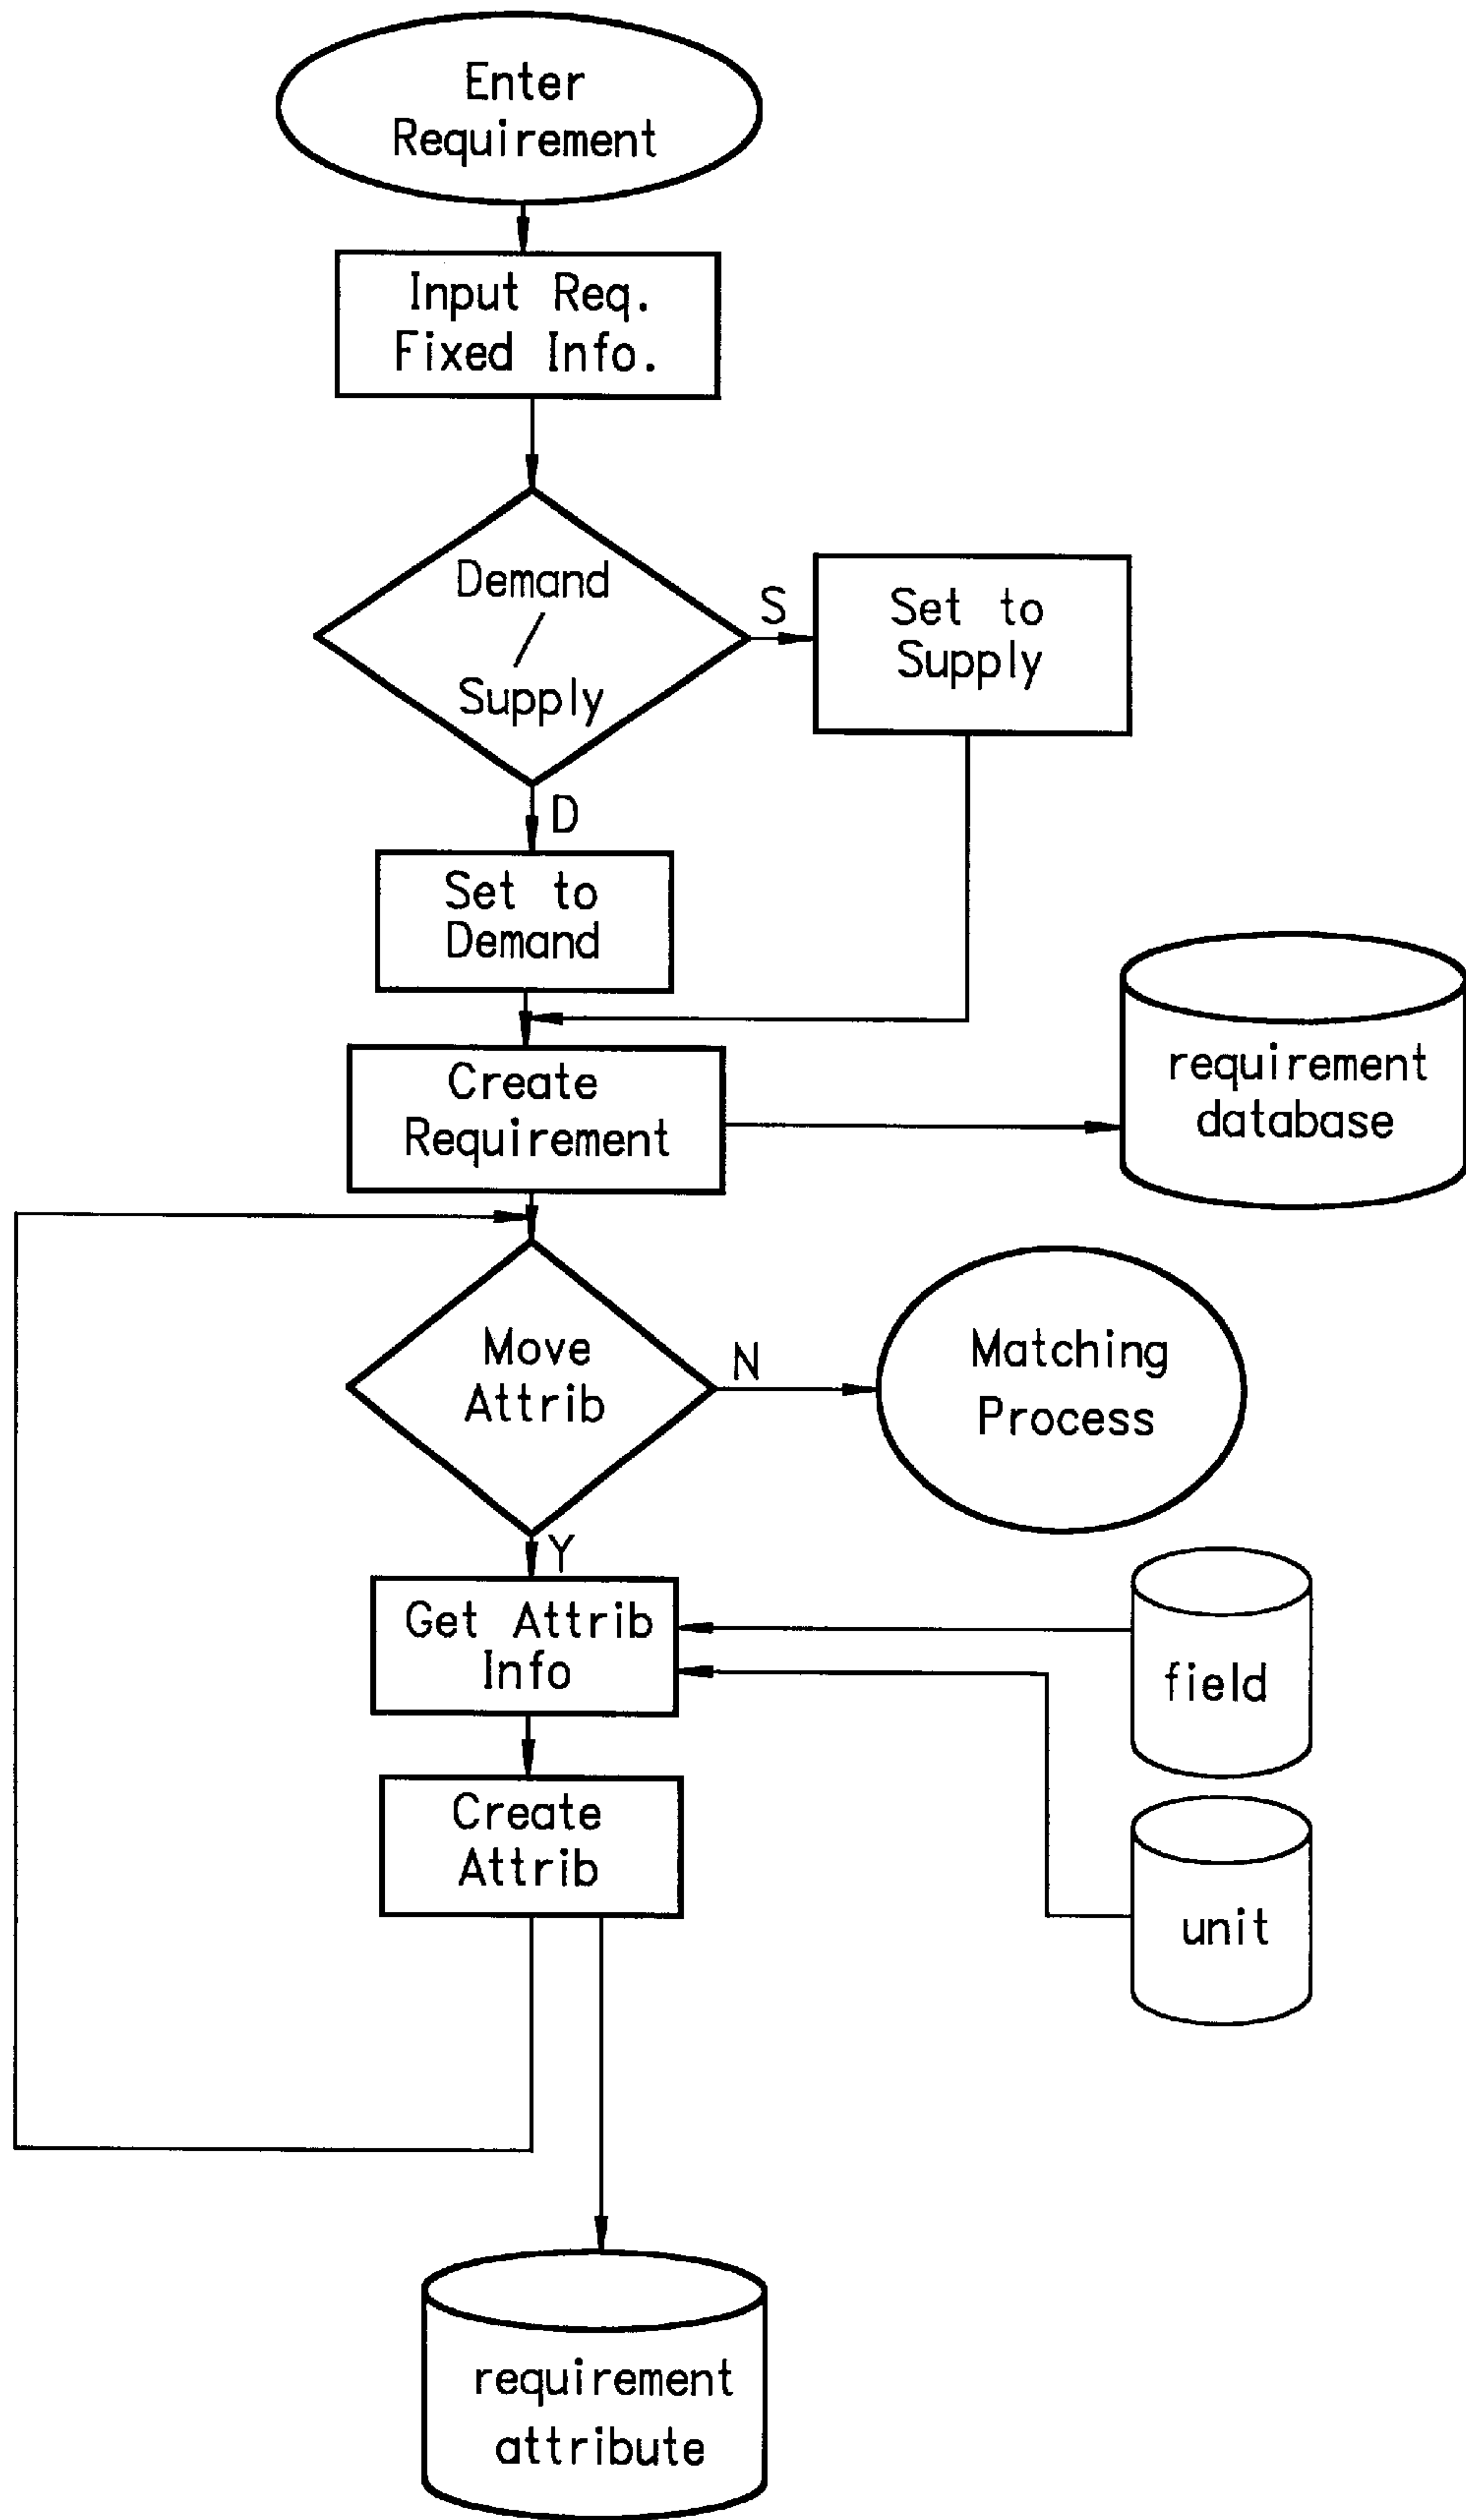 Enter
Requirement
Input Req.
Fixed Info.
Demand
/
Supply
S
Set to
Supply
D
Set to
Demand
Create
Requirement
requirement
database
Move
Attrib
N
Matching
Process
Y
Get Attrib
Info
field
Create
Attrib
unit
requirement
attribute